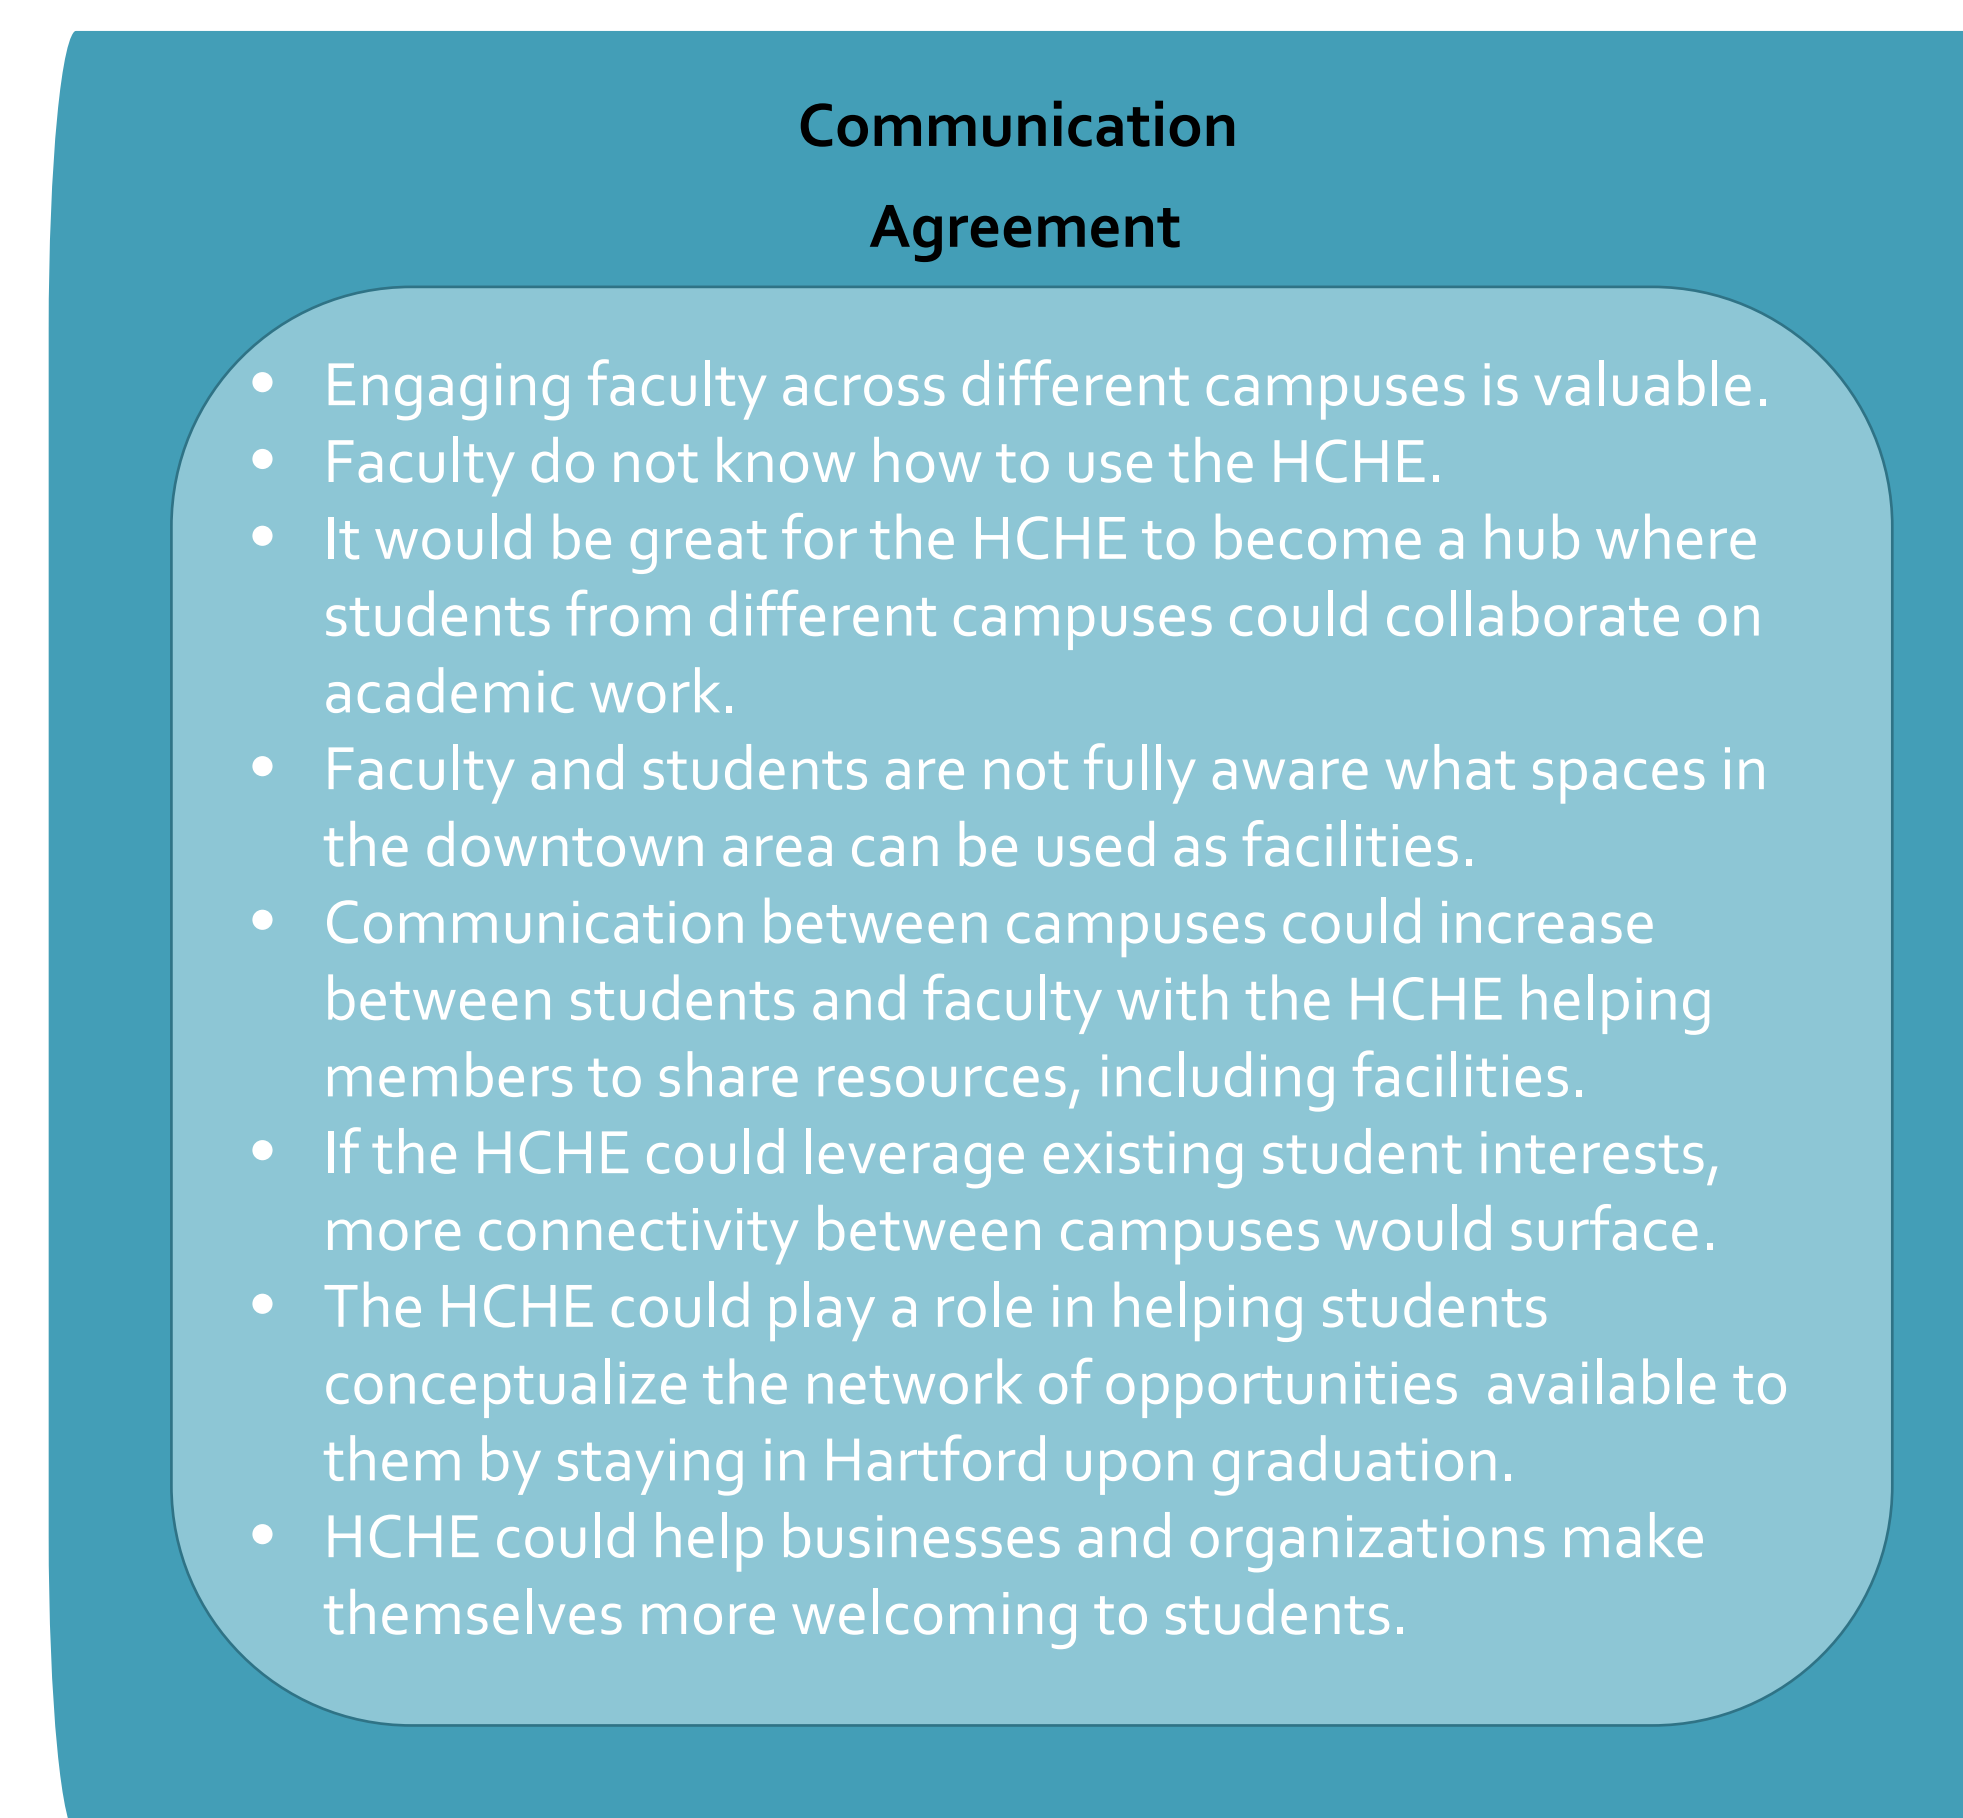 Communication
Agreement
• Engaging faculty across different campuses is valuable.
• Faculty do not know how to use the HCHE.
• It would be great for the HCHE to become a hub where
students from different campuses could collaborate on
academic work.
• Faculty and students are not fully aware what spaces in
the downtown area can be used as facilities.
• Communication between campuses could increase
between students and faculty with the HCHE helping
members to share resources, including facilities.
• If the HCHE could leverage existing student interests,
more connectivity between campuses would surface.
• The HCHE could play a role in helping students
conceptualize the network of opportunities  available to
them by staying in Hartford upon graduation.
• HCHE could help businesses and organizations make
themselves more welcoming to students.